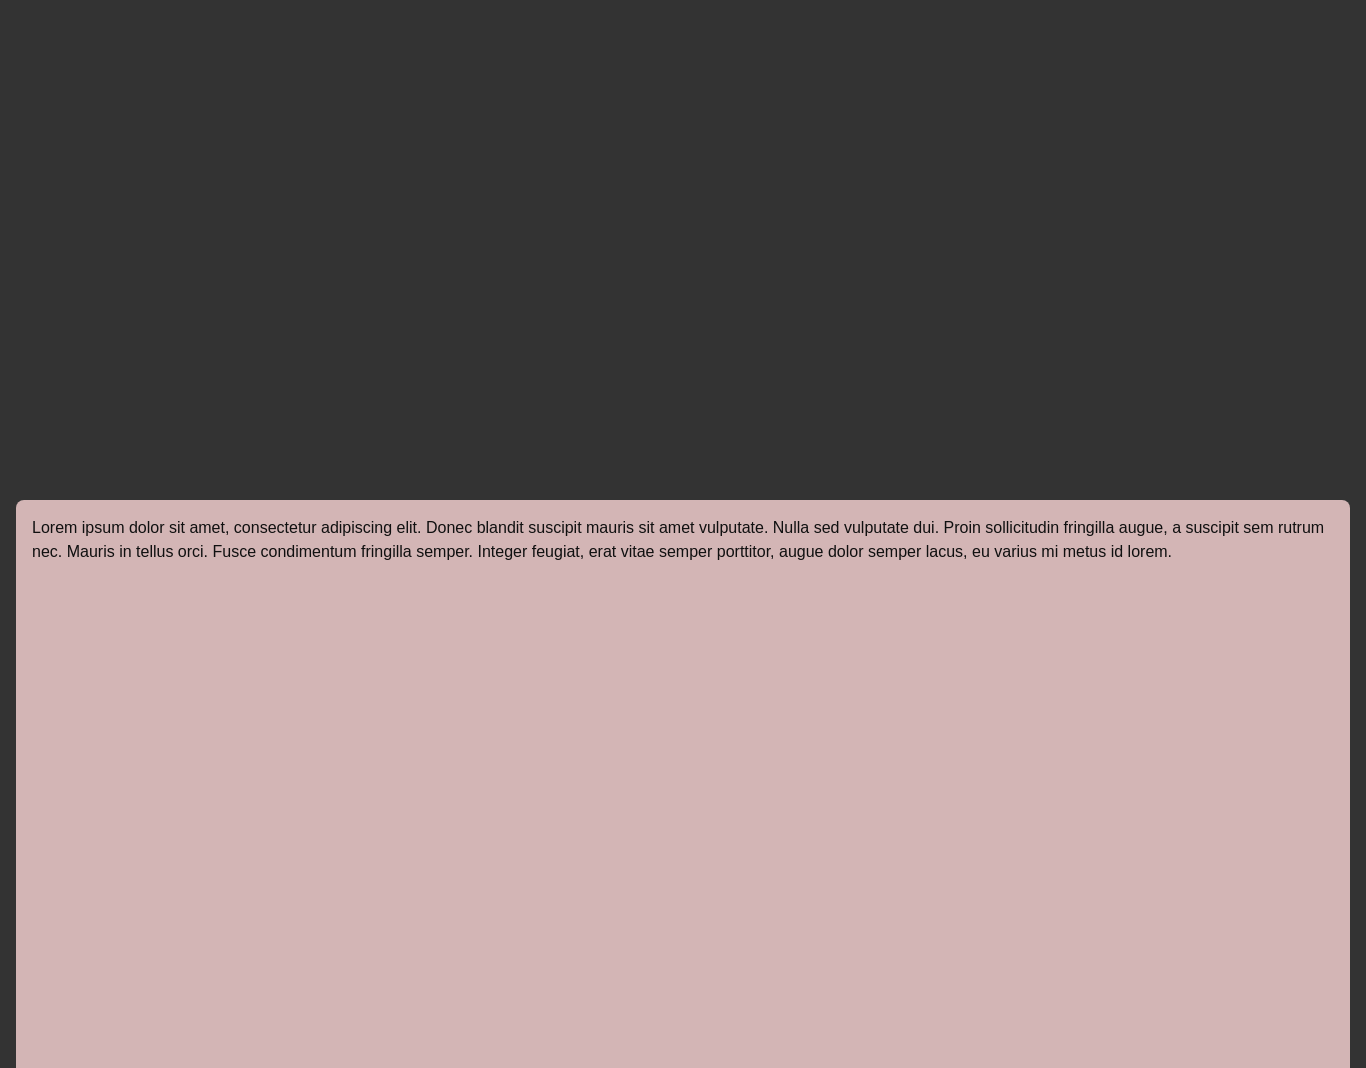 Lorem ipsum dolor sit amet, consectetur adipiscing elit. Donec blandit suscipit mauris sit amet vulputate. Nulla sed vulputate dui. Proin sollicitudin fringilla augue, a suscipit sem rutrum
nec. Mauris in tellus orci. Fusce condimentum fringilla semper. Integer feugiat, erat vitae semper porttitor, augue dolor semper lacus, eu varius mi metus id lorem.